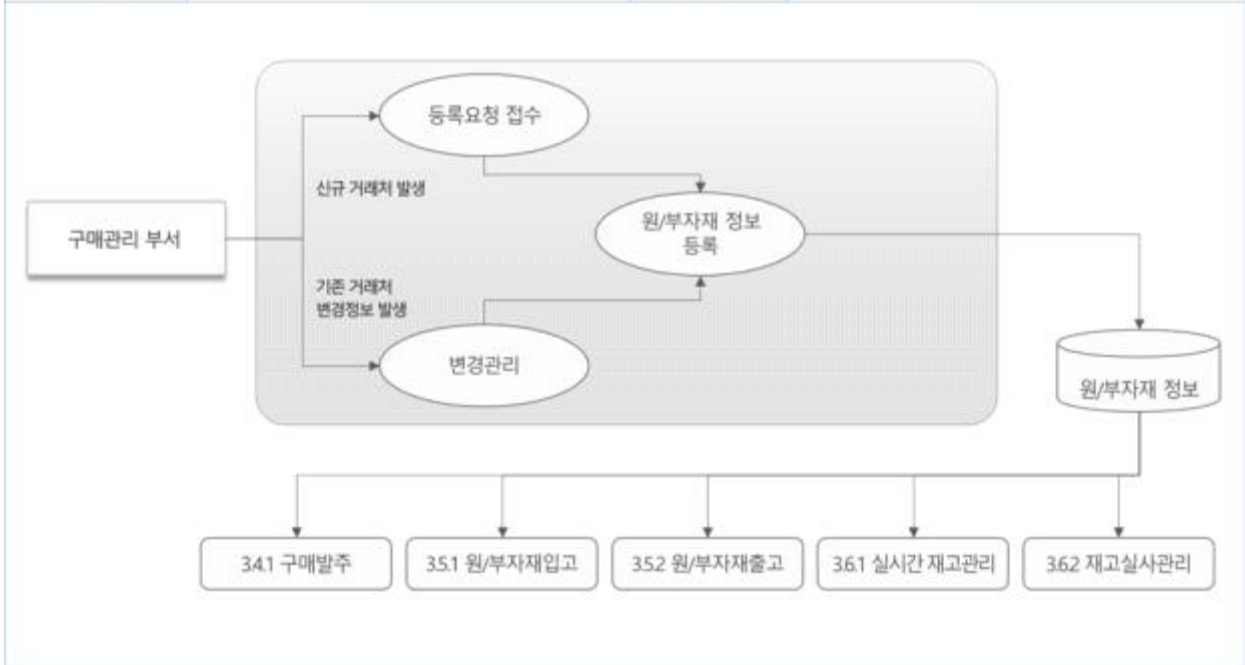 등록요청 접수
신규 거래처 발생
구매관리 부서
원/부자재 정보
등록
기존 거래처
변경정보 발생
변경관리
원/부자재 정보
3.4.1 구매발주
3.5.1 원/부자재입고
3.5.2 원/부자재출고
3.6.1 실시간 재고관리
3.6.2 재고실사관리